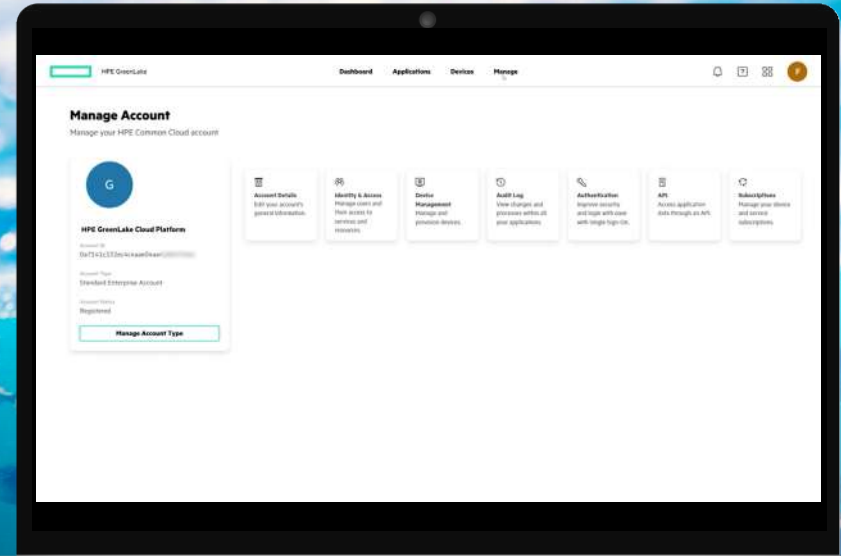 HPE GreenLake
Dashboard Applications Devices Manage
?
F
Manage Account
Manage your HPE Common Cloud account
G
HPE GreenLake Cloud Platform
Account ID
Account Type
Standard Enterprise Account
Account Status
Registered
Manage Account Type
Account Details
Edit your account's
general information.
Identity & Access
Manage users and
their access to
services and
resources.
Device
Management
Manage and
provision devices.
Audit Log
View changes and
processes within all
your applications.
Authentication
Improve security
and login with ease
with Single Sign-On.
API
Access application
data through an API.
Subscriptions
Manage your device
and service
subscriptions.